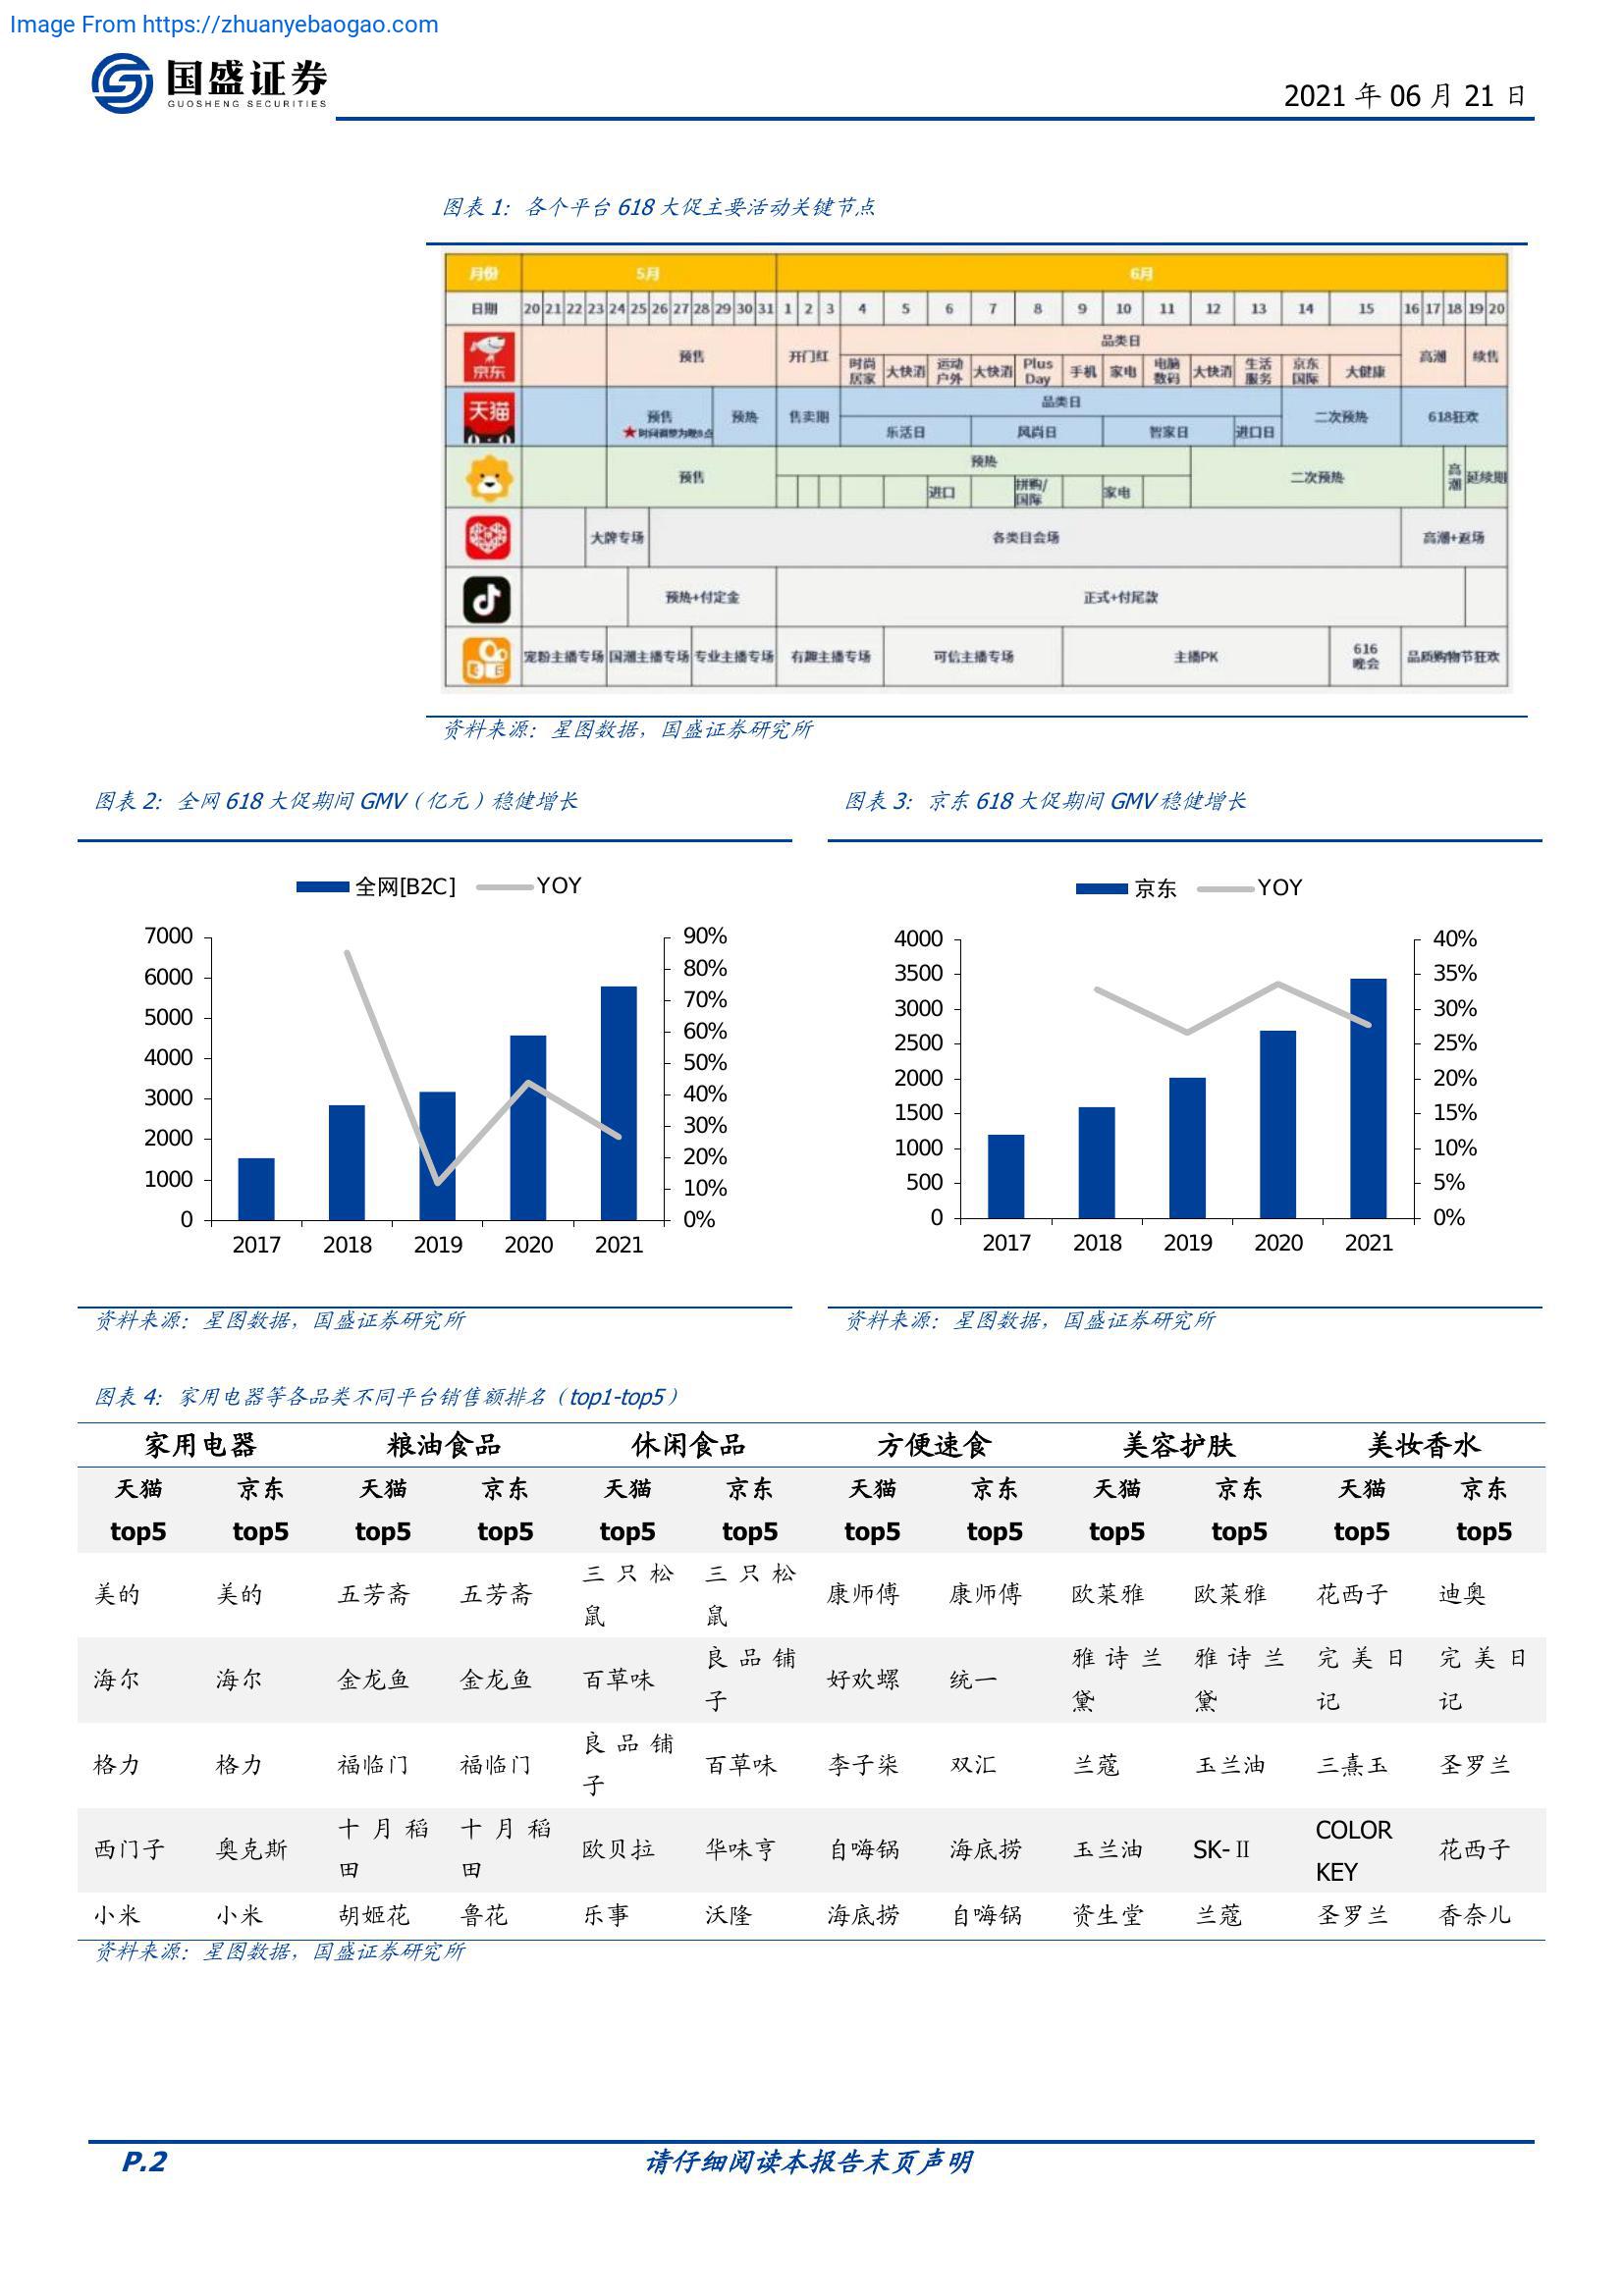 Image From https://zhuanyebaogao.com
国盛证券
GUOSHENG SECURITIES
2021 年 06 月 21 日
图表 1：各个平台 618 大促主要活动关键节点
月份 5月 6月
日期 20 21 22 23 24 25 26 27 28 29 30 31 1 2 3 4 5 6 7 8 9 10 11 12 13 14 15 16 17 18 19 20
京东 预售 开门红 品类日 高潮 续售
时尚居家 大快消 运动户外 大快消 Plus Day 手机 家电 电脑数码 大快消 生活服务 京东国际 大健康
天猫 预售 预热 售卖期 品类日 二次预热 618狂欢
★时间调整为晚8点 乐活日 风尚日 智家日 进口日
预售 预热 二次预热 高潮 延续期
进口 拼购/国际 家电
大牌专场 各类目会场 高潮+返场
预热+付定金 正式+付尾款
宠粉主播专场 国潮主播专场 专业主播专场 有趣主播专场 可信主播专场 主播PK 616晚会 品质购物节狂欢
资料来源：星图数据，国盛证券研究所
图表 2：全网 618 大促期间 GMV（亿元）稳健增长
全网[B2C] YOY
7000 90%
6000 80%
5000 70%
4000 60%
3000 50%
2000 40%
1000 30%
0 20%
10%
0%
2017 2018 2019 2020 2021
资料来源：星图数据，国盛证券研究所
图表 3：京东 618 大促期间 GMV 稳健增长
京东 YOY
4000 40%
3500 35%
3000 30%
2500 25%
2000 20%
1500 15%
1000 10%
500 5%
0 0%
2017 2018 2019 2020 2021
资料来源：星图数据，国盛证券研究所
图表 4：家用电器等各品类不同平台销售额排名（top1-top5）
家用电器 粮油食品 休闲食品 方便速食 美容护肤 美妆香水
天猫 京东 天猫 京东 天猫 京东 天猫 京东 天猫 京东 天猫 京东
top5 top5 top5 top5 top5 top5 top5 top5 top5 top5 top5 top5
美的 美的 五芳斋 五芳斋 三只松鼠 三只松鼠 康师傅 康师傅 欧莱雅 欧莱雅 花西子 迪奥
海尔 海尔 金龙鱼 金龙鱼 百草味 良品铺子 好欢螺 统一 雅诗兰黛 雅诗兰黛 完美日记 完美日记
格力 格力 福临门 福临门 良品铺子 百草味 李子柒 双汇 兰蔻 玉兰油 三熹玉 圣罗兰
西门子 奥克斯 十月稻田 十月稻田 欧贝拉 华味亨 自嗨锅 海底捞 玉兰油 SK-Ⅱ COLOR KEY 花西子
小米 小米 胡姬花 鲁花 乐事 沃隆 海底捞 自嗨锅 资生堂 兰蔻 圣罗兰 香奈儿
资料来源：星图数据，国盛证券研究所
P.2 请仔细阅读本报告末页声明